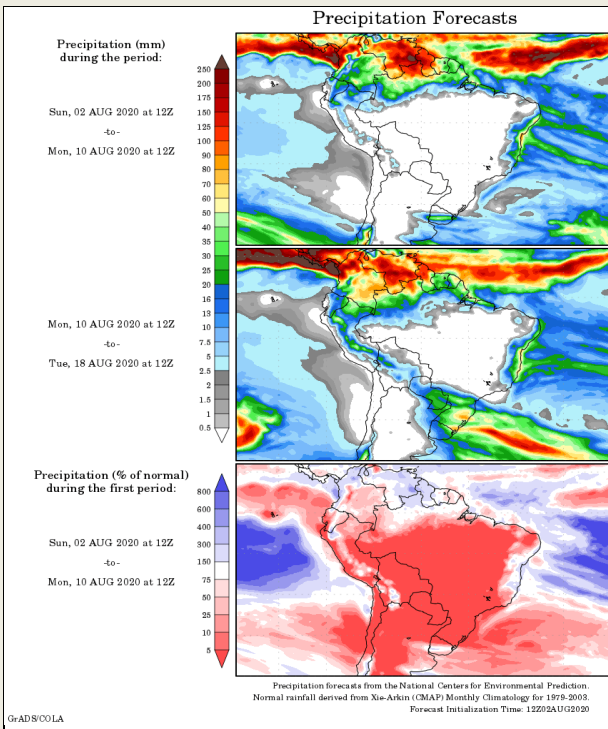 Precipitation Forecasts
Precipitation (mm)
during the period:
Sun, 02 AUG 2020 at 12Z
-to-
Mon, 10 AUG 2020 at 12Z
250
200
175
150
125
100
90
80
70
60
50
40
35
30
25
20
16
13
10
7.5
5
2.5
2
1.5
1
0.5
Mon, 10 AUG 2020 at 12Z
-to-
Tue, 18 AUG 2020 at 12Z
Precipitation (% of normal)
during the first period:
Sun, 02 AUG 2020 at 12Z
-to-
Mon, 10 AUG 2020 at 12Z
800
600
400
300
150
75
50
25
10
5
Precipitation forecasts from the National Centers for Environmental Prediction.
Normal rainfall derived from Xie-Arkin (CMAP) Monthly Climatology for 1979-2003.
Forecast Initialization Time: 12Z02AUG2020
GrADS/COLA